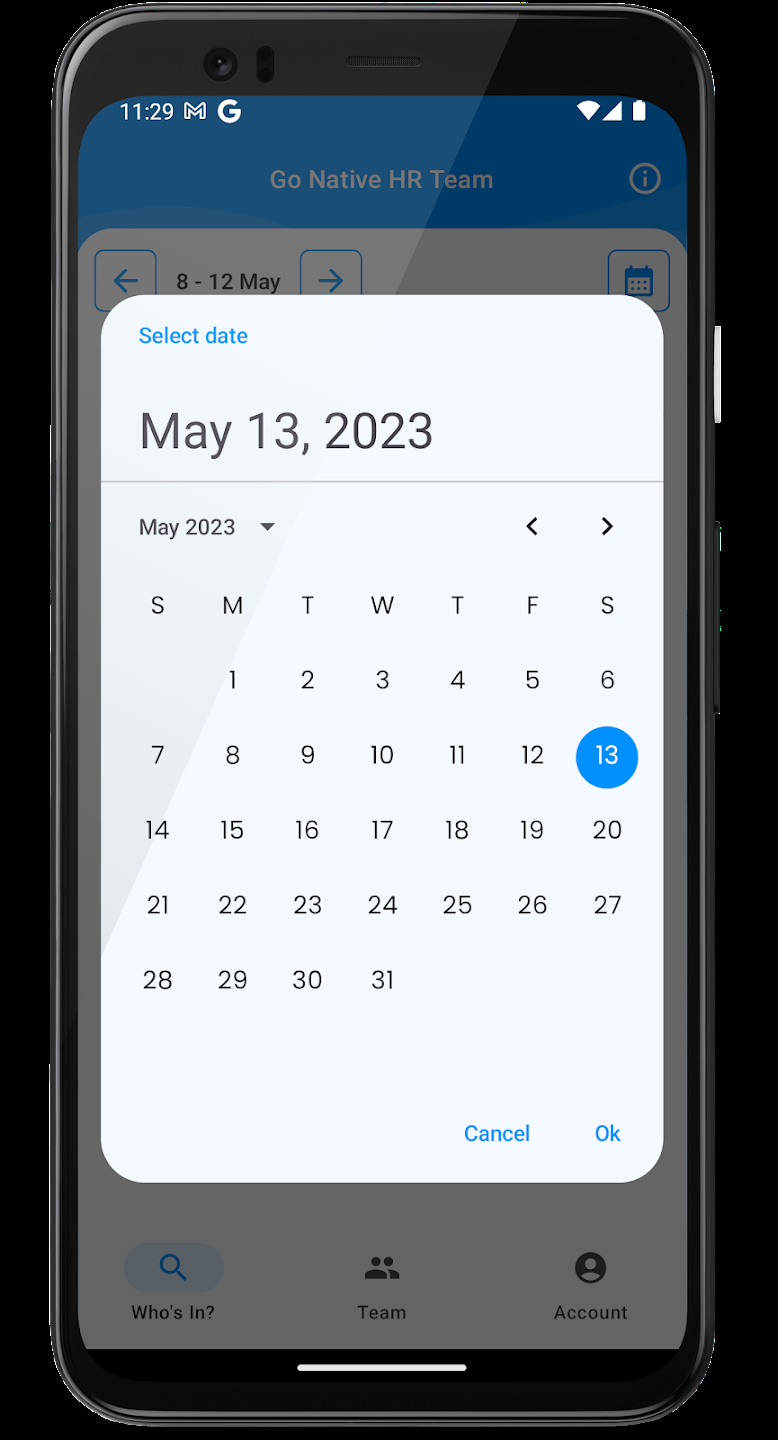 11:29
Go Native HR Team
8 - 12 May
Select date
May 13, 2023
May 2023
S M T W T F S
1 2 3 4 5 6
7 8 9 10 11 12 13
14 15 16 17 18 19 20
21 22 23 24 25 26 27
28 29 30 31
Cancel Ok
Who's In? Team Account